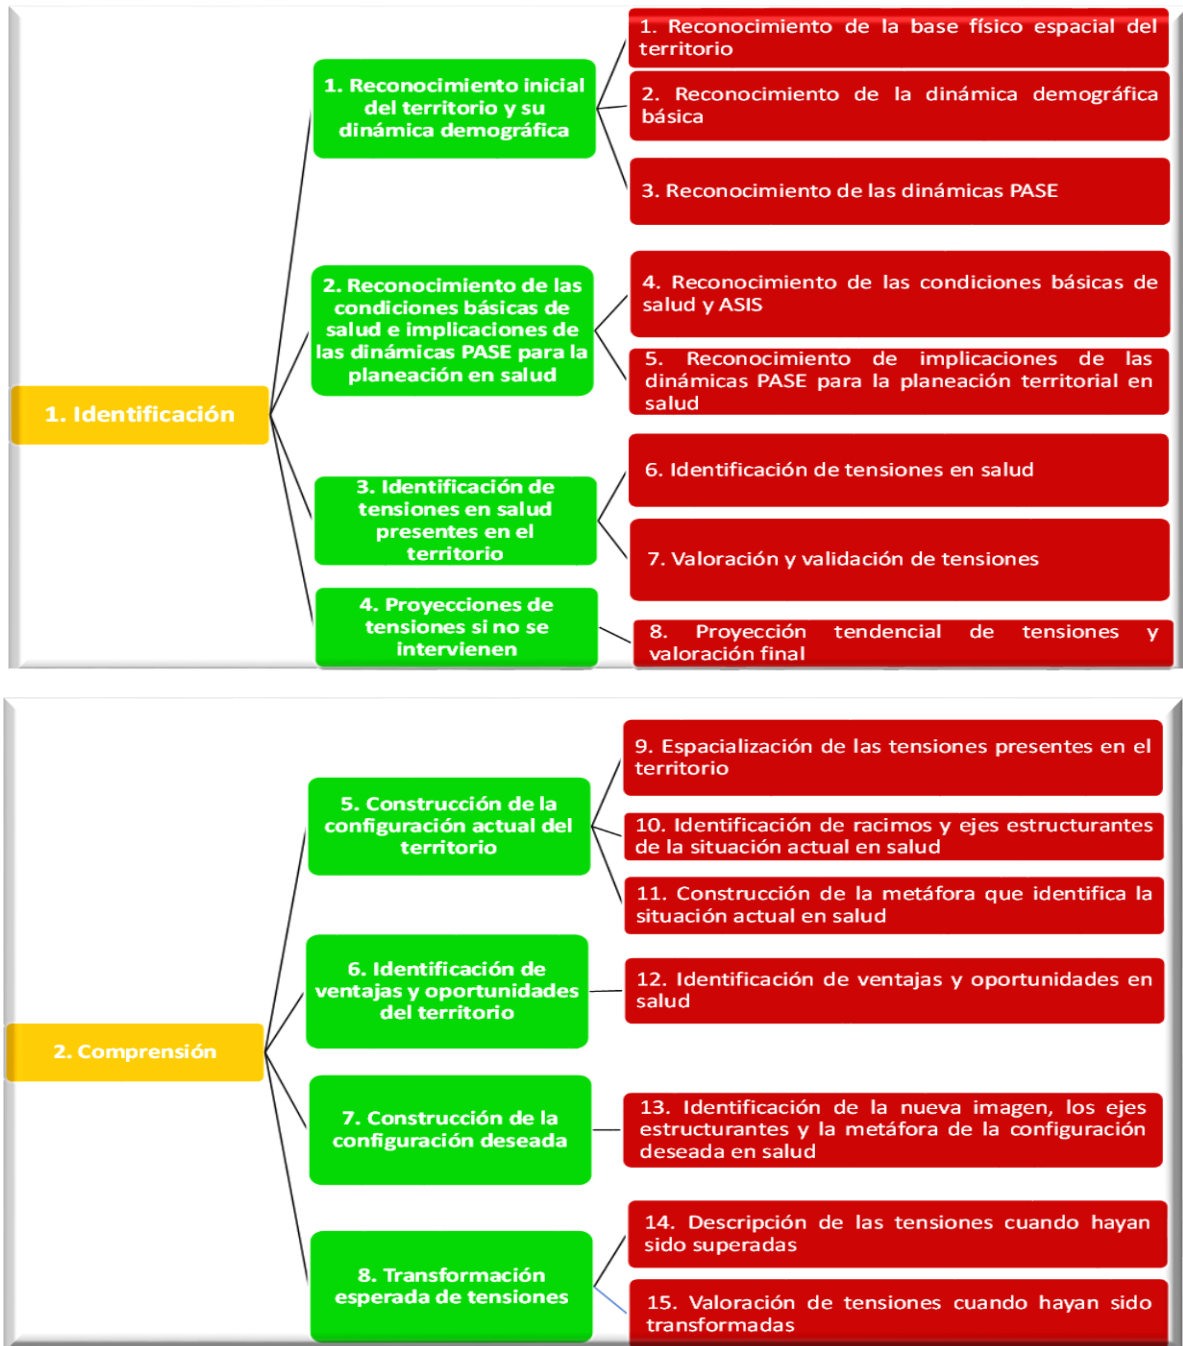 1. Identificación
1. Reconocimiento inicial
del territorio y su
dinámica demográfica
1. Reconocimiento de la base físico espacial del
territorio
2. Reconocimiento de la dinámica demográfica
básica
3. Reconocimiento de las dinámicas PASE
2. Reconocimiento de las
condiciones básicas de
salud e implicaciones de
las dinámicas PASE para la
planeación en salud
4. Reconocimiento de las condiciones básicas de
salud y ASIS
5. Reconocimiento de implicaciones de las
dinámicas PASE para la planeación territorial en
salud
3. Identificación de
tensiones en salud
presentes en el
territorio
6. Identificación de tensiones en salud
7. Valoración y validación de tensiones
4. Proyecciones de
tensiones si no se
intervienen
8. Proyección tendencial de tensiones y
valoración final
2. Comprensión
5. Construcción de la
configuración actual del
territorio
9. Espacialización de las tensiones presentes en el
territorio
10. Identificación de racimos y ejes estructurantes
de la situación actual en salud
11. Construcción de la metáfora que identifica la
situación actual en salud
6. Identificación de
ventajas y oportunidades
del territorio
12. Identificación de ventajas y oportunidades en
salud
7. Construcción de la
configuración deseada
13. Identificación de la nueva imagen, los ejes
estructurantes y la metáfora de la configuración
deseada en salud
8. Transformación
esperada de tensiones
14. Descripción de las tensiones cuando hayan
sido superadas
15. Valoración de tensiones cuando hayan sido
transformadas